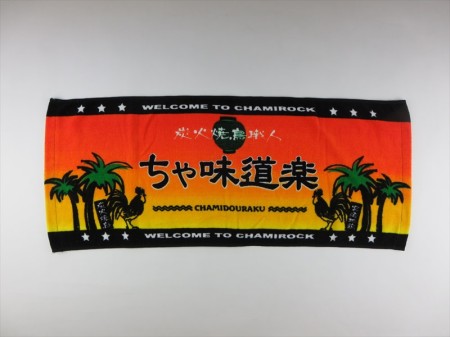 WELCOME TO CHAMIROCK
炭火焼鳥職人
ちゃ味道楽
CHAMIDOURAKU
WELCOME TO CHAMIROCK